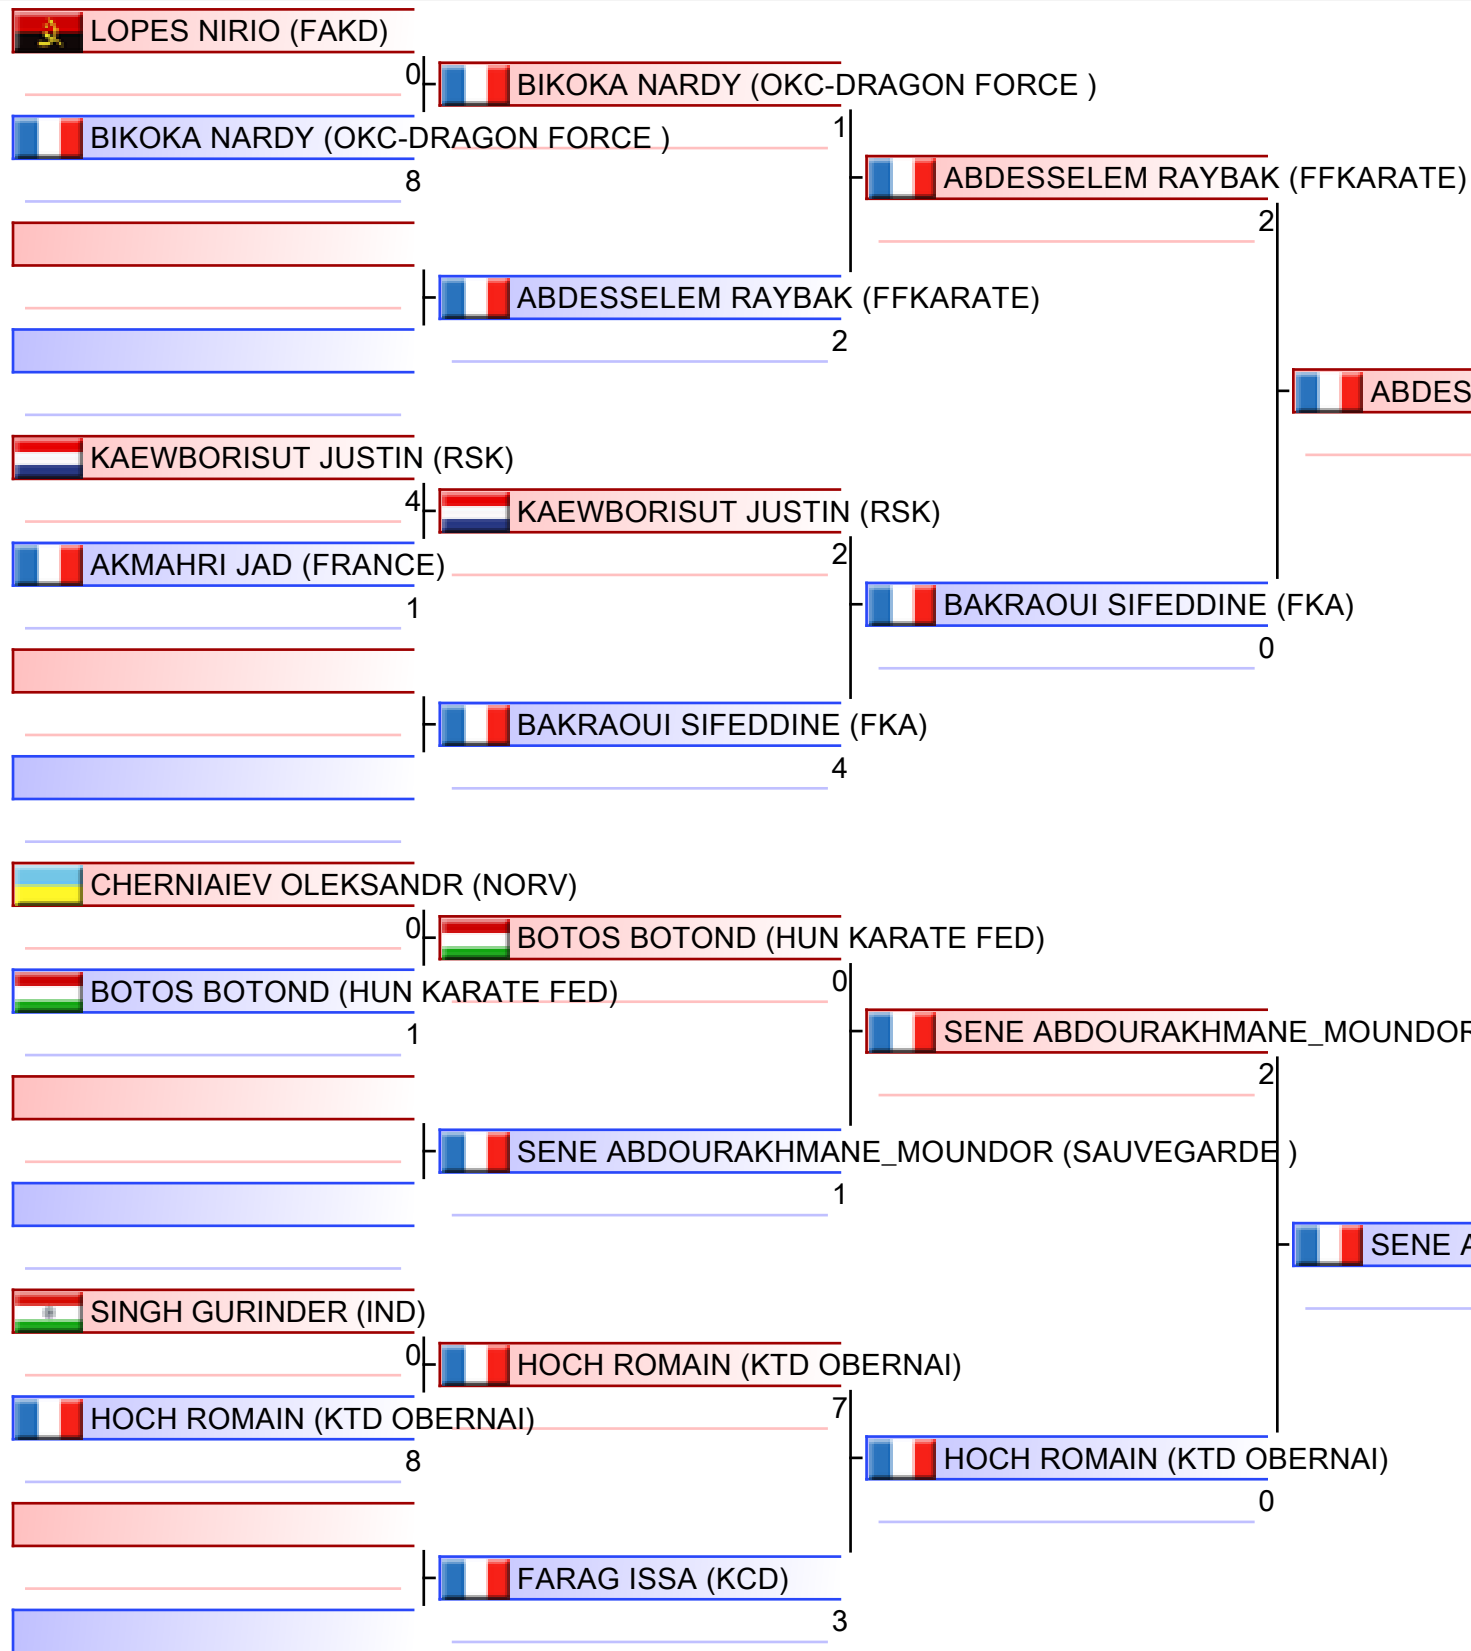 LOPES NIRIO (FAKD)
0
BIKOKA NARDY (OKC-DRAGON FORCE )
8
KAEWBORISUT JUSTIN (RSK)
4
AKMAHRI JAD (FRANCE)
1
CHERNIAIEV OLEKSANDR (NORV)
0
BOTOS BOTOND (HUN KARATE FED)
1
SINGH GURINDER (IND)
0
HOCH ROMAIN (KTD OBERNAI)
8
BIKOKA NARDY (OKC-DRAGON FORCE )
1
ABDESSELEM RAYBAK (FFKARATE)
2
KAEWBORISUT JUSTIN (RSK)
2
BAKRAOUI SIFEDDINE (FKA)
4
BOTOS BOTOND (HUN KARATE FED)
0
SENE ABDOURAKHMANE_MOUNDOR (SAUVEGARDE )
1
HOCH ROMAIN (KTD OBERNAI)
7
FARAG ISSA (KCD)
3
ABDESSELEM RAYBAK (FFKARATE)
2
BAKRAOUI SIFEDDINE (FKA)
0
SENE ABDOURAKHMANE_MOUNDOR
2
HOCH ROMAIN (KTD OBERNAI)
0
ABDES
SENE